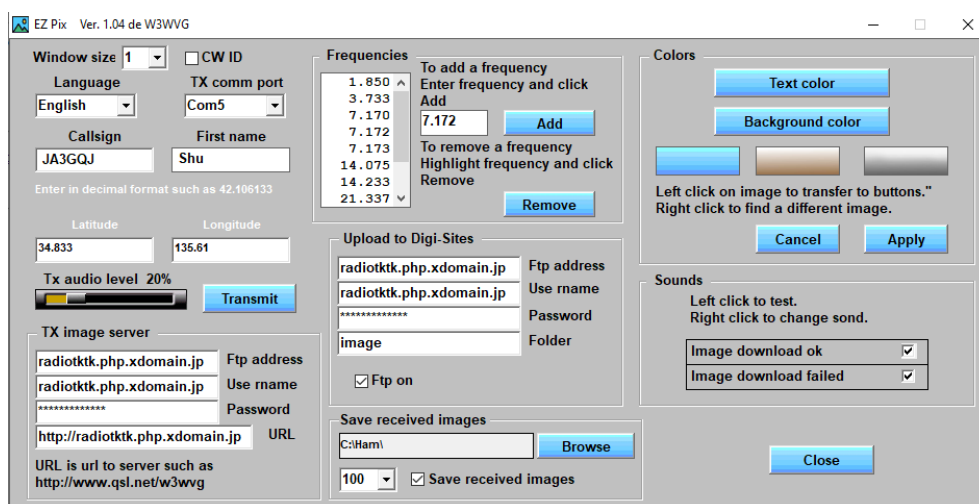 EZ Pix Ver. 1.04 de W3WVG
Window size 1 CW ID
Language TX comm port
English Com5
Callsign First name
JA3GQJ Shu
Enter in decimal format such as 42.106133
Latitude Longitude
34.833 135.61
Tx audio level 20%
Transmit
TX image server
radiotktk.php.xdomain.jp Ftp address
radiotktk.php.xdomain.jp Use rname
************* Password
http://radiotktk.php.xdomain.jp URL
URL is url to server such as
http://www.qsl.net/w3wvg
Frequencies
1.850
3.733
7.170
7.172
7.173
14.075
14.233
21.337
To add a frequency
Enter frequency and click
Add
7.172 Add
To remove a frequency
Highlight frequency and click
Remove
Remove
Upload to Digi-Sites
radiotktk.php.xdomain.jp Ftp address
radiotktk.php.xdomain.jp Use rname
************* Password
image Folder
Ftp on
Save received images
C:\Ham\ Browse
100 Save received images
Colors
Text color
Background color
Left click on image to transfer to buttons."
Right click to find a different image.
Cancel Apply
Sounds
Left click to test.
Right click to change sond.
Image download ok
Image download failed
Close